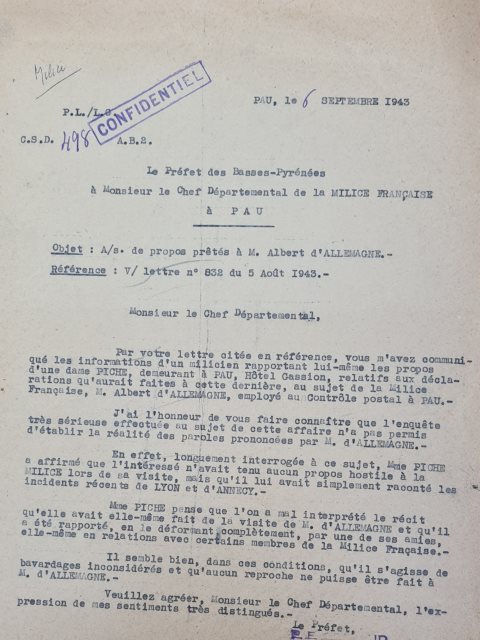 Milice
PAU, le 6 SEPTEMBRE 1943
P.L./L.G.
CONFIDENTIEL
C.S.D. 498 A.B.2.
Le Préfet des Basses-Pyrénées
à Monsieur le Chef Départemental de la MILICE FRANÇAISE
à PAU
Objet : A/s. de propos prêtés à M. Albert d'ALLEMAGNE.-
Référence : V/ lettre n° 832 du 5 Août 1943.-
Monsieur le Chef Départemental,
Par votre lettre citée en référence, vous m'avez communi-
qué les informations d'un milicien rapportant lui-même les propos
d'une dame PICHE, demeurant à PAU, Hôtel Gassion, relatifs aux décla-
rations qu'aurait faites à cette dernière, au sujet de la Milice
Française, M. Albert d'ALLEMAGNE, employé au Contrôle postal à PAU.-
J'ai l'honneur de vous faire connaître que l'enquête
très sérieuse effectuée au sujet de cette affaire n'a pas permis
d'établir la réalité des paroles prononcées par M. d'ALLEMAGNE.-
En effet, longuement interrogée à ce sujet, Mme PICHE
a affirmé que l'intéressé n'avait tenu aucun propos hostile à la
MILICE lors de sa visite, mais qu'il lui avait simplement raconté les
incidents récents de LYON et d'ANNECY.-
Mme PICHE pense que l'on a mal interprété le récit
qu'elle avait elle-même fait de la visite de M. d'ALLEMAGNE et qu'il
a été rapporté, en le déformant complètement, par une de ses amies,
elle-même en relations avec certains membres de la Milice Française.-
Il semble bien, dans ces conditions, qu'il s'agisse de
bavardages inconsidérés et qu'aucun reproche ne puisse être fait à
M. d'ALLEMAGNE.-
Veuillez agréer, Monsieur le Chef Départemental, l'ex-
pression de mes sentiments très distingués.-
Le Préfet,